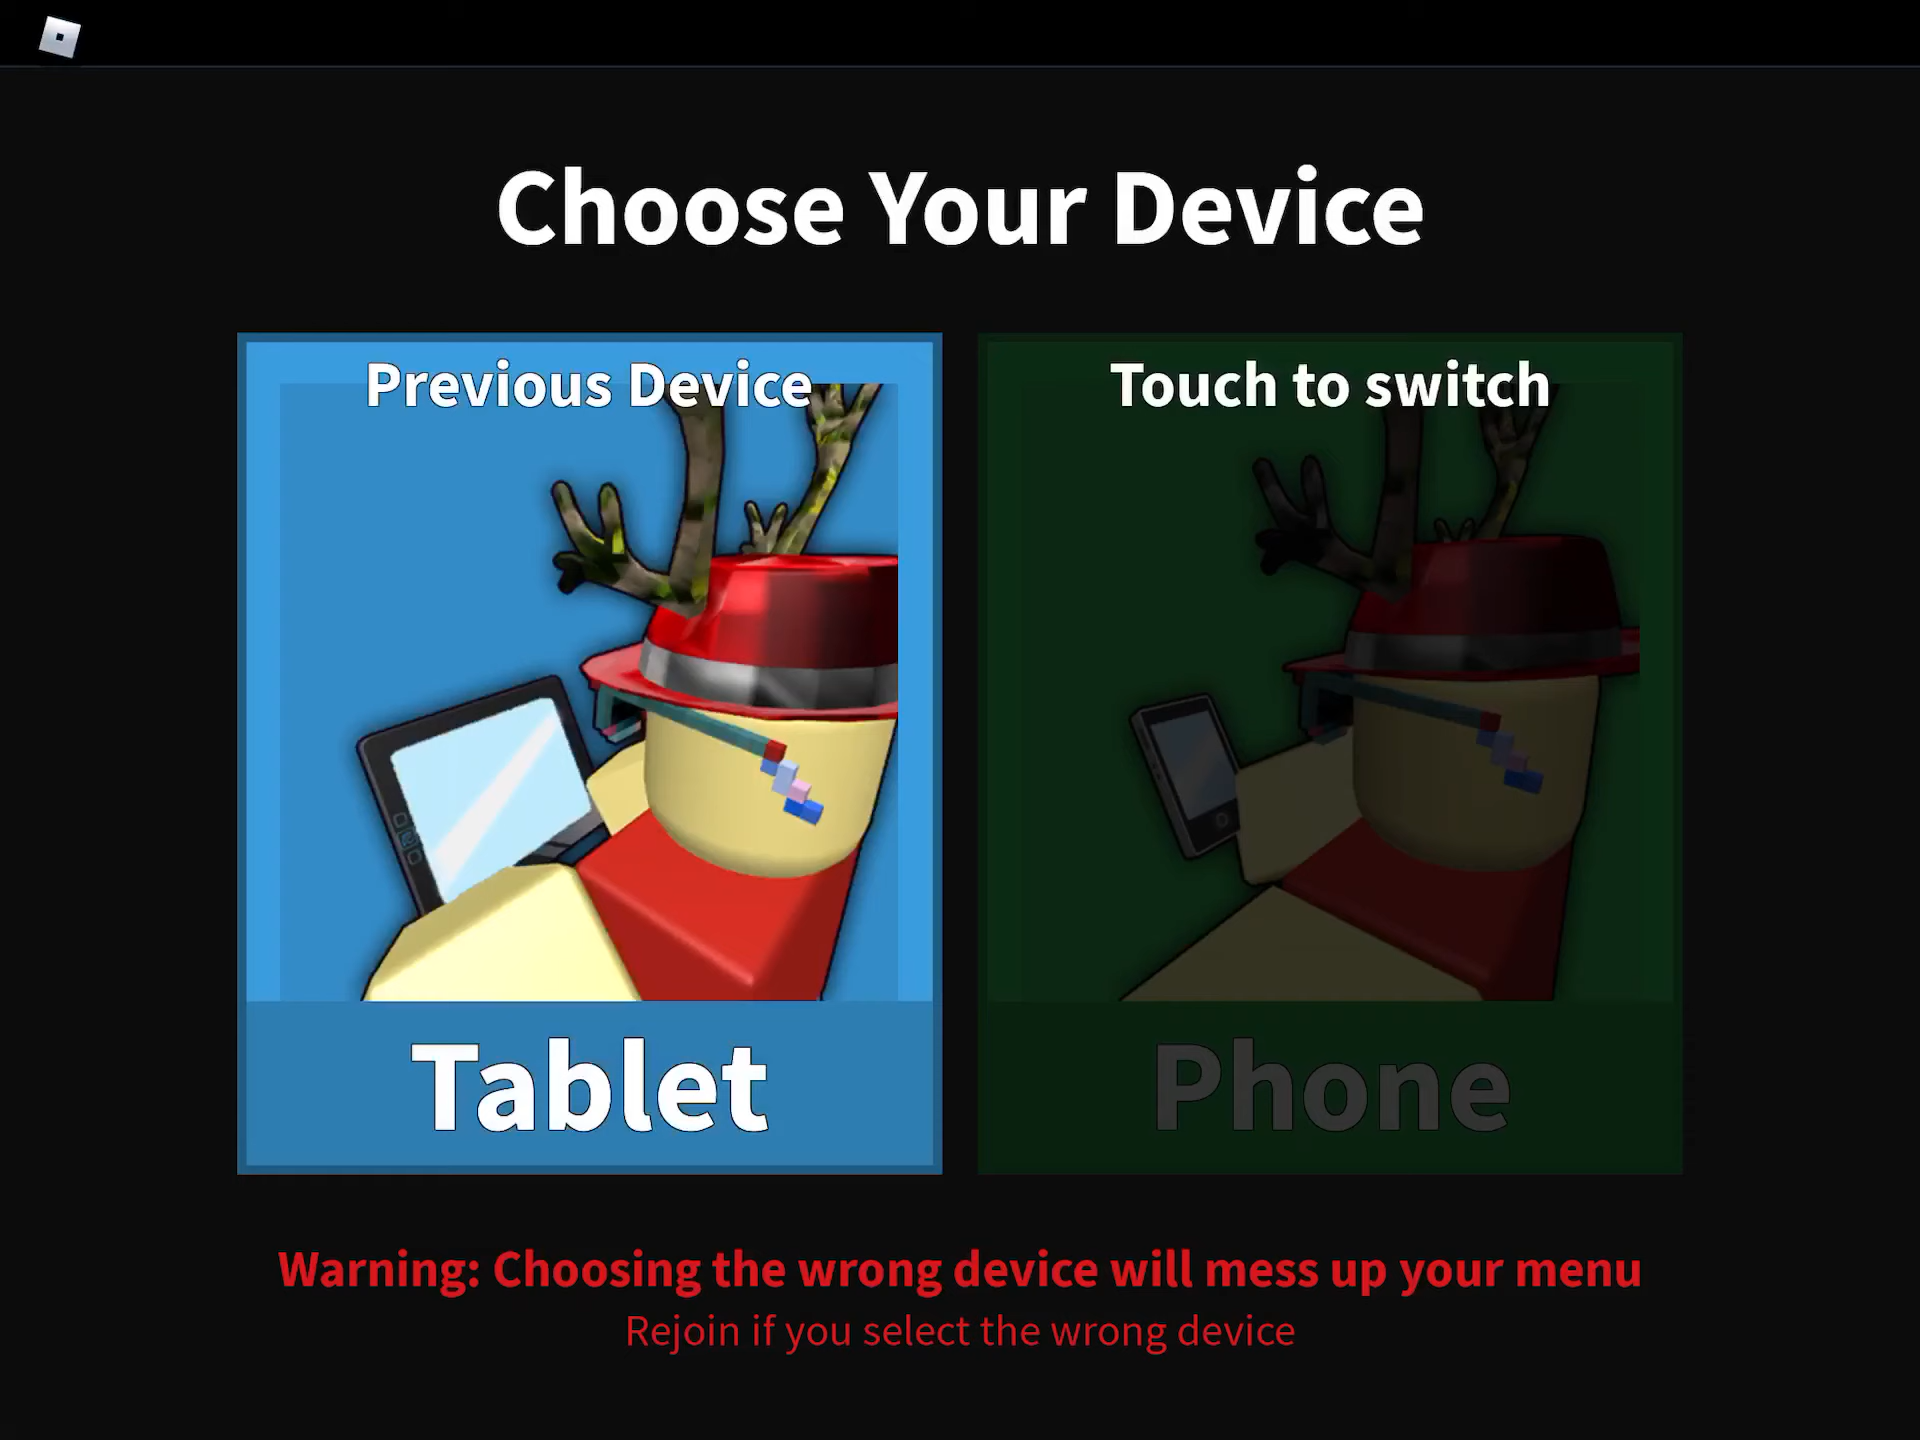 Choose Your Device
Previous Device
Touch to switch
Tablet
Phone
Warning: Choosing the wrong device will mess up your menu
Rejoin if you select the wrong device